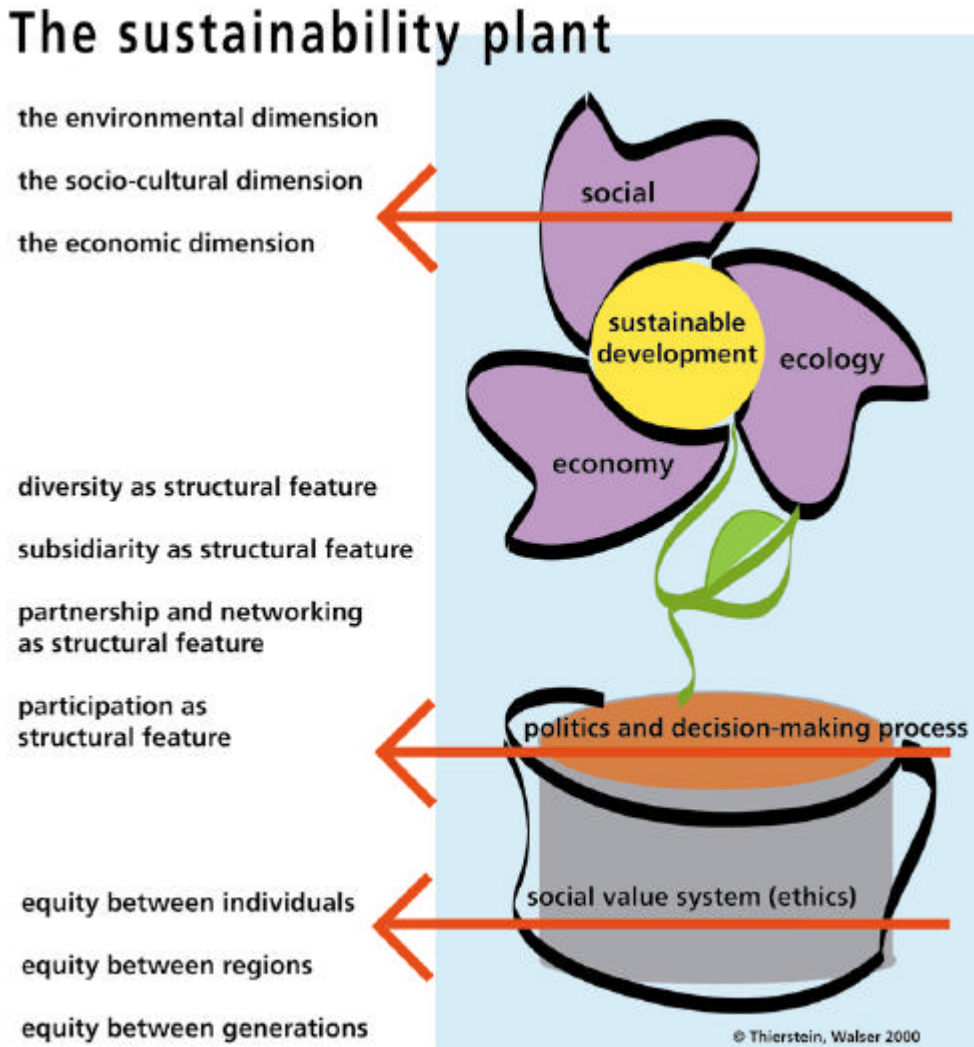 The sustainability plant
the environmental dimension
the socio-cultural dimension
the economic dimension
social
sustainable
development
ecology
economy
diversity as structural feature
subsidiarity as structural feature
partnership and networking
as structural feature
participation as
structural feature
politics and decision-making process
equity between individuals
equity between regions
equity between generations
social value system (ethics)
© Thierstein, Walser 2000